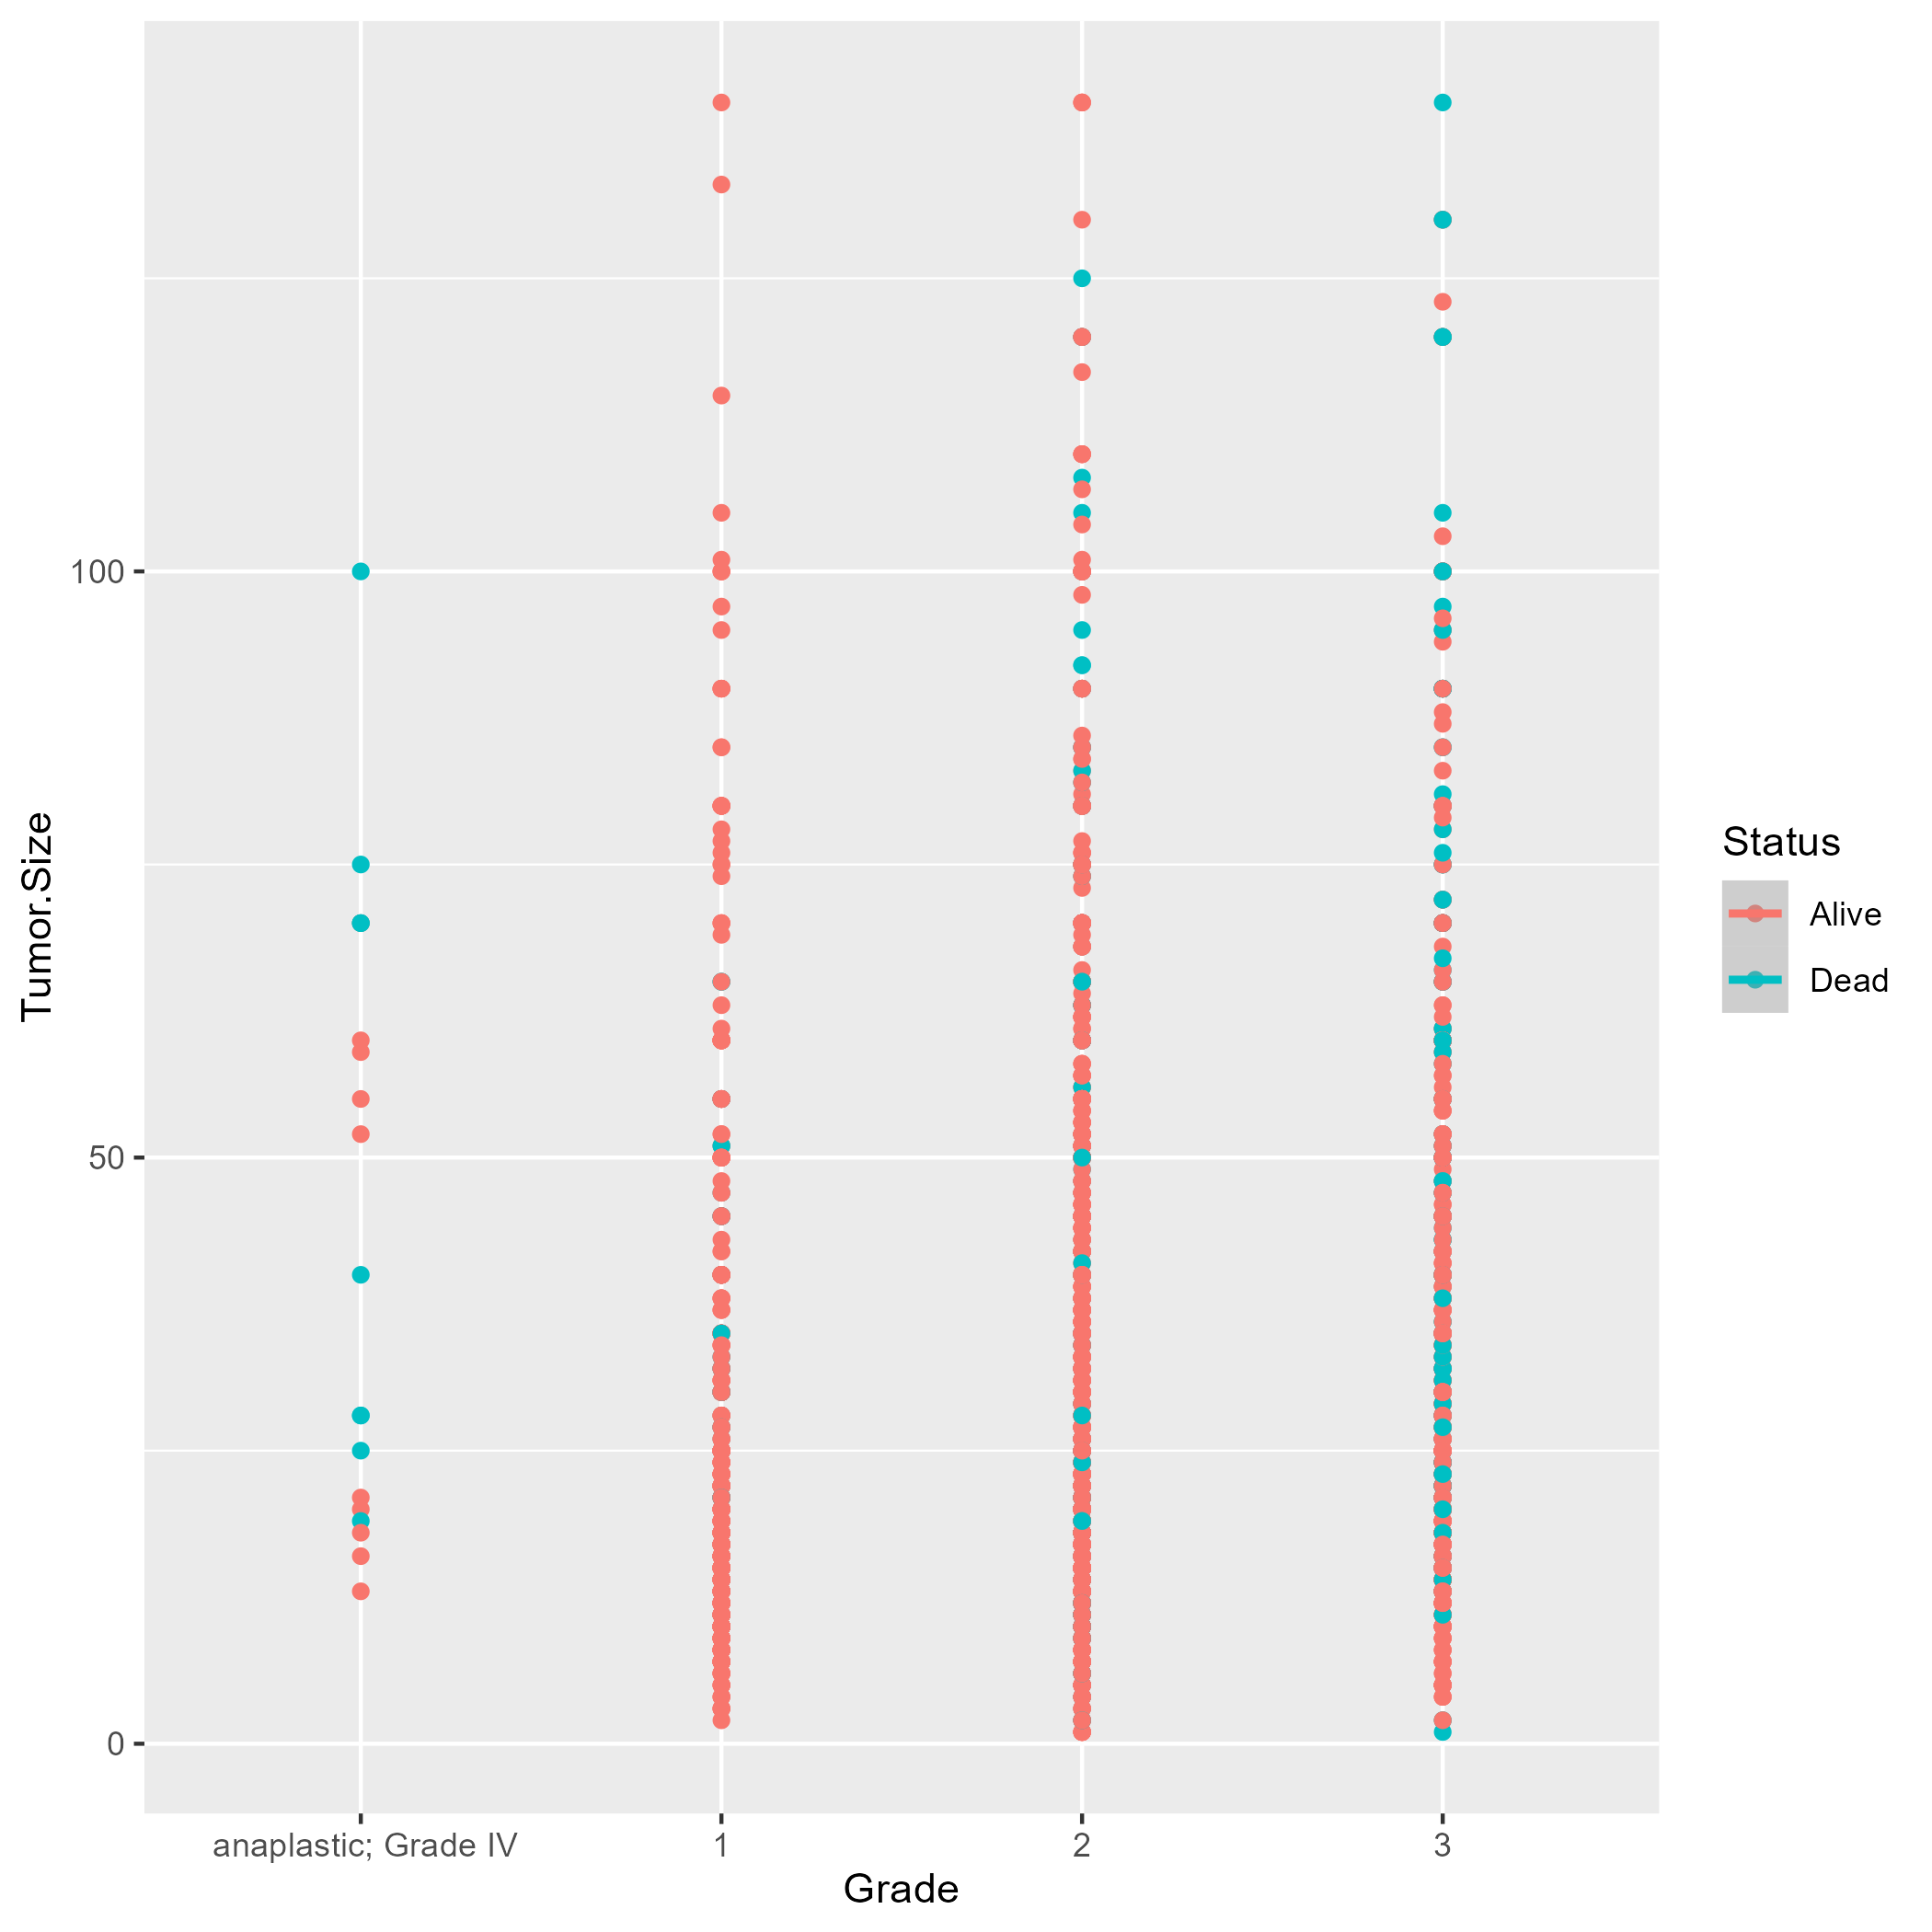 Tumor.Size
100
50
0
anaplastic; Grade IV
1
2
3
Grade
Status
Alive
Dead